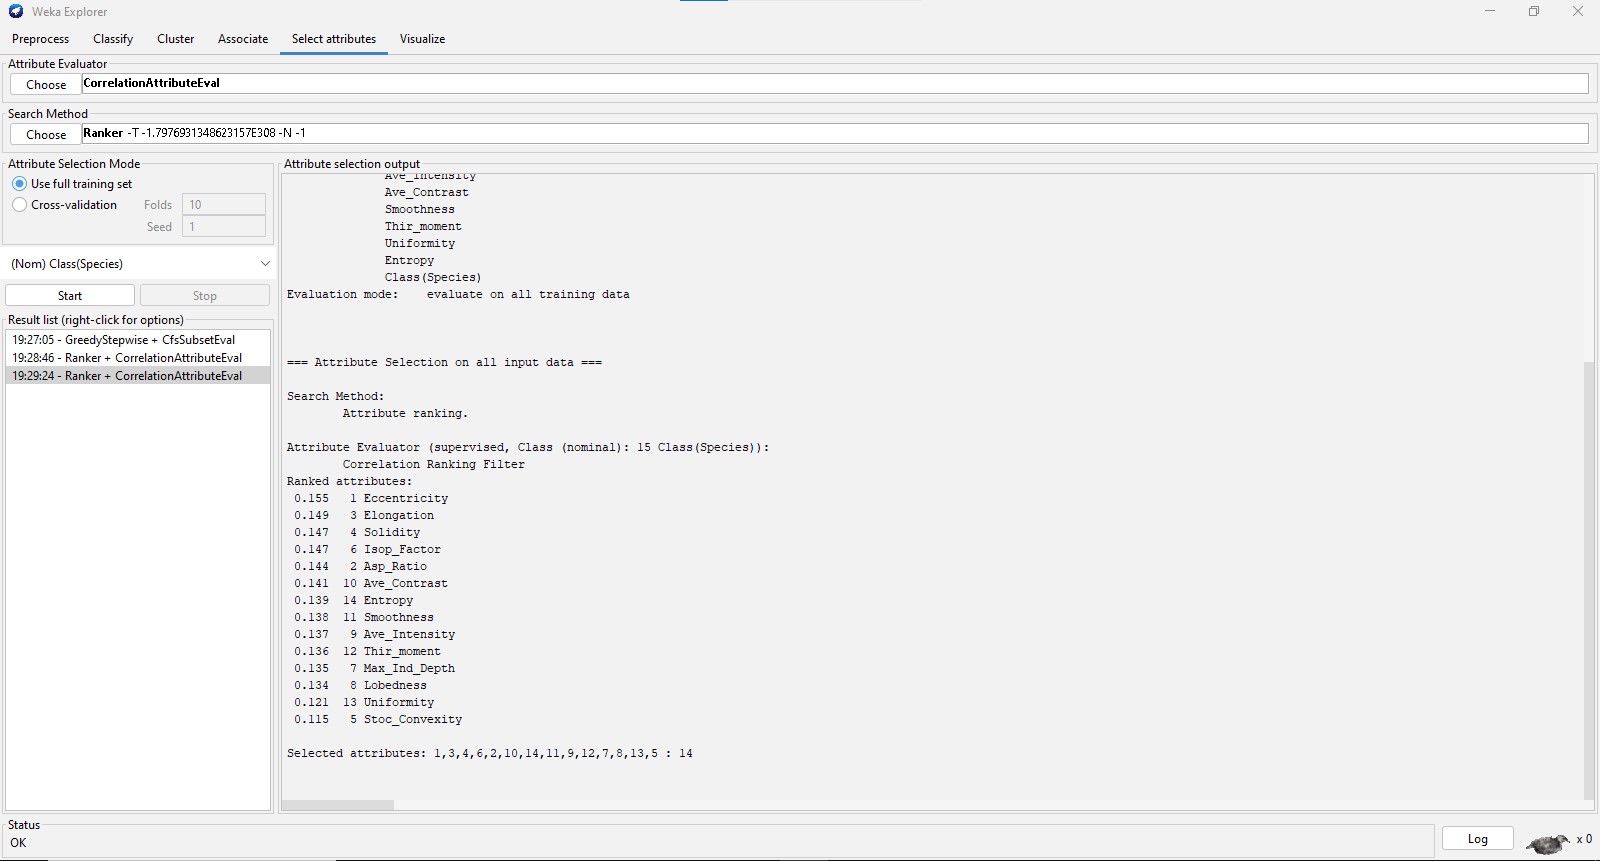 Weka Explorer
Preprocess Classify Cluster Associate Select attributes Visualize
Attribute Evaluator
Choose CorrelationAttributeEval
Search Method
Choose Ranker -T -1.7976931348623157E308 -N -1
Attribute Selection Mode
Use full training set
Cross-validation Folds 10
Seed 1
(Nom) Class(Species)
Start Stop
Result list (right-click for options)
19:27:05 - GreedyStepwise + CfsSubsetEval
19:28:46 - Ranker + CorrelationAttributeEval
19:29:24 - Ranker + CorrelationAttributeEval
Attribute selection output
Ave_Intensity
Ave_Contrast
Smoothness
Thir_moment
Uniformity
Entropy
Class(Species)
Evaluation mode: evaluate on all training data
=== Attribute Selection on all input data ===
Search Method:
Attribute ranking.
Attribute Evaluator (supervised, Class (nominal): 15 Class(Species)):
Correlation Ranking Filter
Ranked attributes:
0.155 1 Eccentricity
0.149 3 Elongation
0.147 4 Solidity
0.147 6 Isop_Factor
0.144 2 Asp_Ratio
0.141 10 Ave_Contrast
0.139 14 Entropy
0.138 11 Smoothness
0.137 9 Ave_Intensity
0.136 12 Thir_moment
0.135 7 Max_Ind_Depth
0.134 8 Lobedness
0.121 13 Uniformity
0.115 5 Stoc_Convexity
Selected attributes: 1,3,4,6,2,10,14,11,9,12,7,8,13,5 : 14
Status
OK
Log x 0